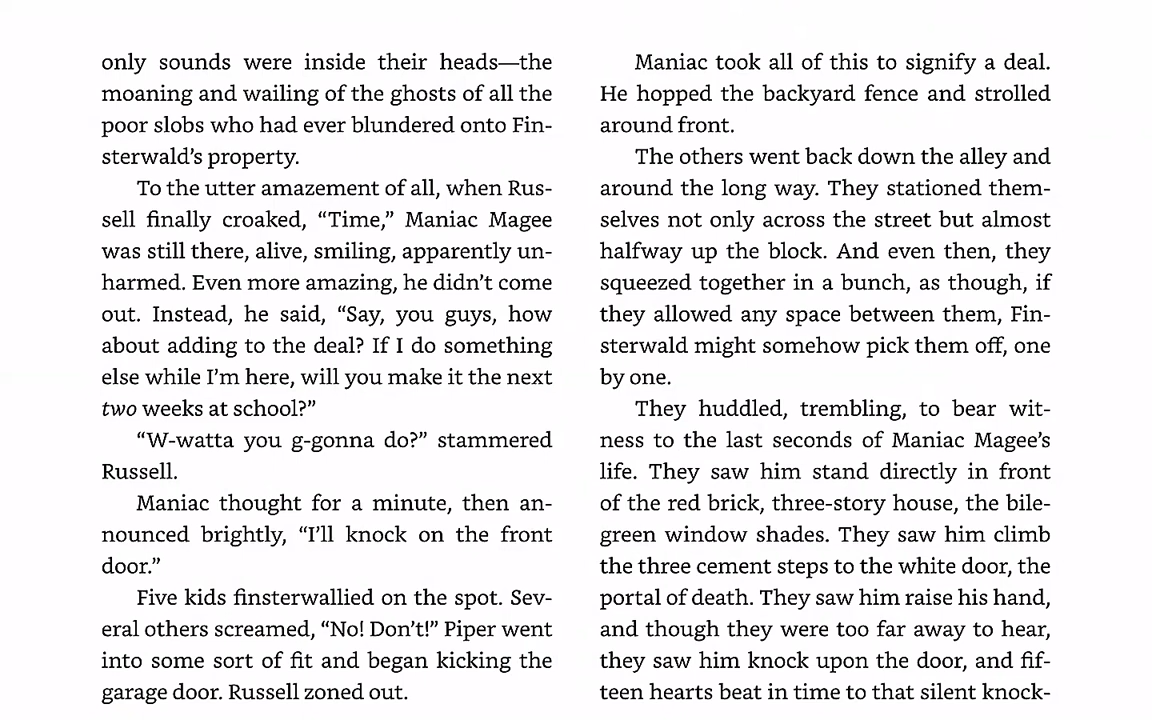 only sounds were inside their heads—the
moaning and wailing of the ghosts of all the
poor slobs who had ever blundered onto Fin-
sterwald’s property.
To the utter amazement of all, when Rus-
sell finally croaked, “Time,” Maniac Magee
was still there, alive, smiling, apparently un-
harmed. Even more amazing, he didn’t come
out. Instead, he said, “Say, you guys, how
about adding to the deal? If I do something
else while I’m here, will you make it the next
two weeks at school?”
“W-watta you g-gonna do?” stammered
Russell.
Maniac thought for a minute, then an-
nounced brightly, “I’ll knock on the front
door.”
Five kids finsterwallied on the spot. Sev-
eral others screamed, “No! Don’t!” Piper went
into some sort of fit and began kicking the
garage door. Russell zoned out.
Maniac took all of this to signify a deal.
He hopped the backyard fence and strolled
around front.
The others went back down the alley and
around the long way. They stationed them-
selves not only across the street but almost
halfway up the block. And even then, they
squeezed together in a bunch, as though, if
they allowed any space between them, Fin-
sterwald might somehow pick them off, one
by one.
They huddled, trembling, to bear wit-
ness to the last seconds of Maniac Magee’s
life. They saw him stand directly in front
of the red brick, three-story house, the bile-
green window shades. They saw him climb
the three cement steps to the white door, the
portal of death. They saw him raise his hand,
and though they were too far away to hear,
they saw him knock upon the door, and fif-
teen hearts beat in time to that silent knock-